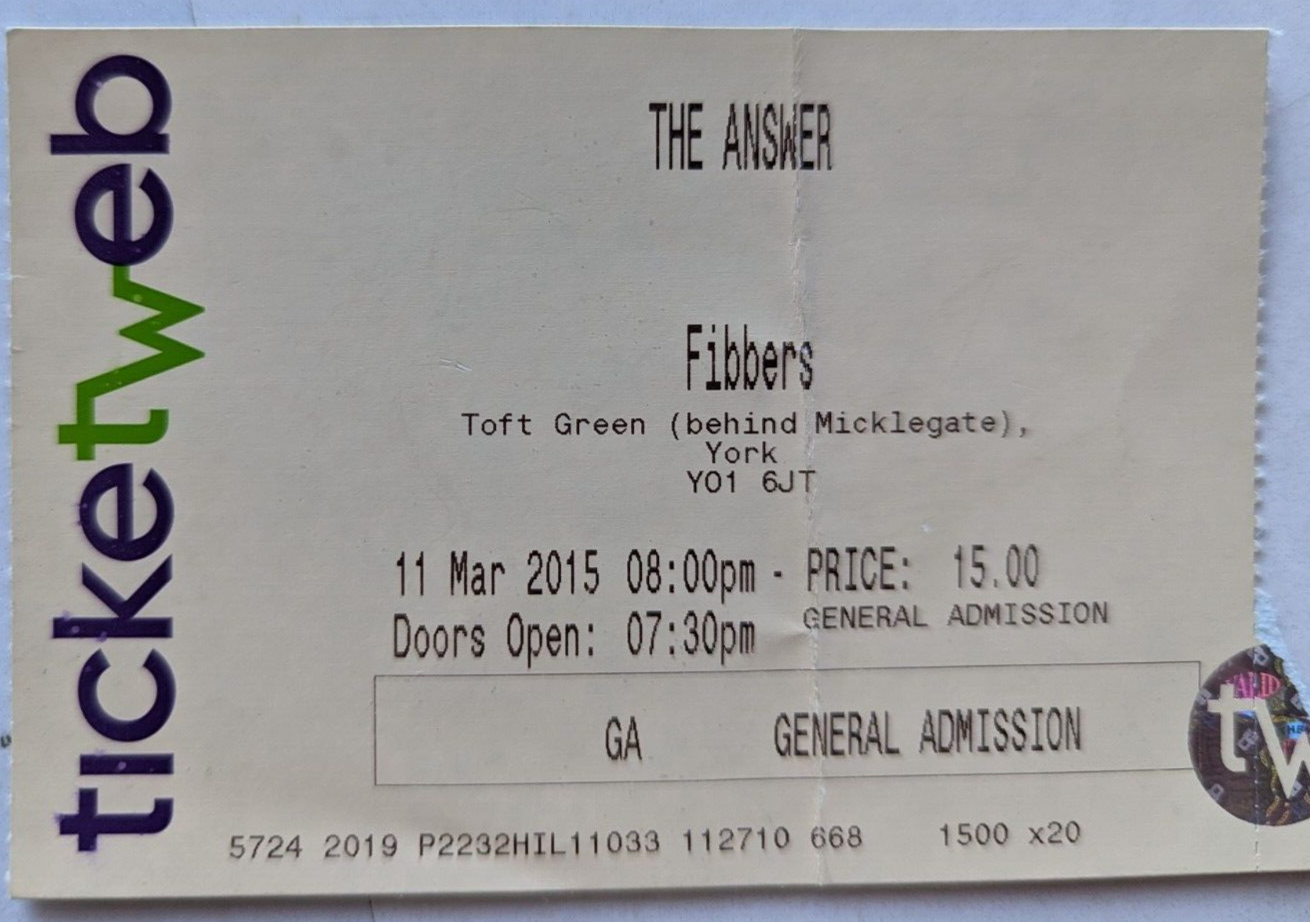 ticketweb
THE ANSWER
Fibbers
Toft Green (behind Micklegate),
York
YO1 6JT
11 Mar 2015 08:00pm - PRICE: 15.00
Doors Open: 07:30pm GENERAL ADMISSION
GA GENERAL ADMISSION
tw
5724 2019 P2232HIL11033 112710 668 1500 x20